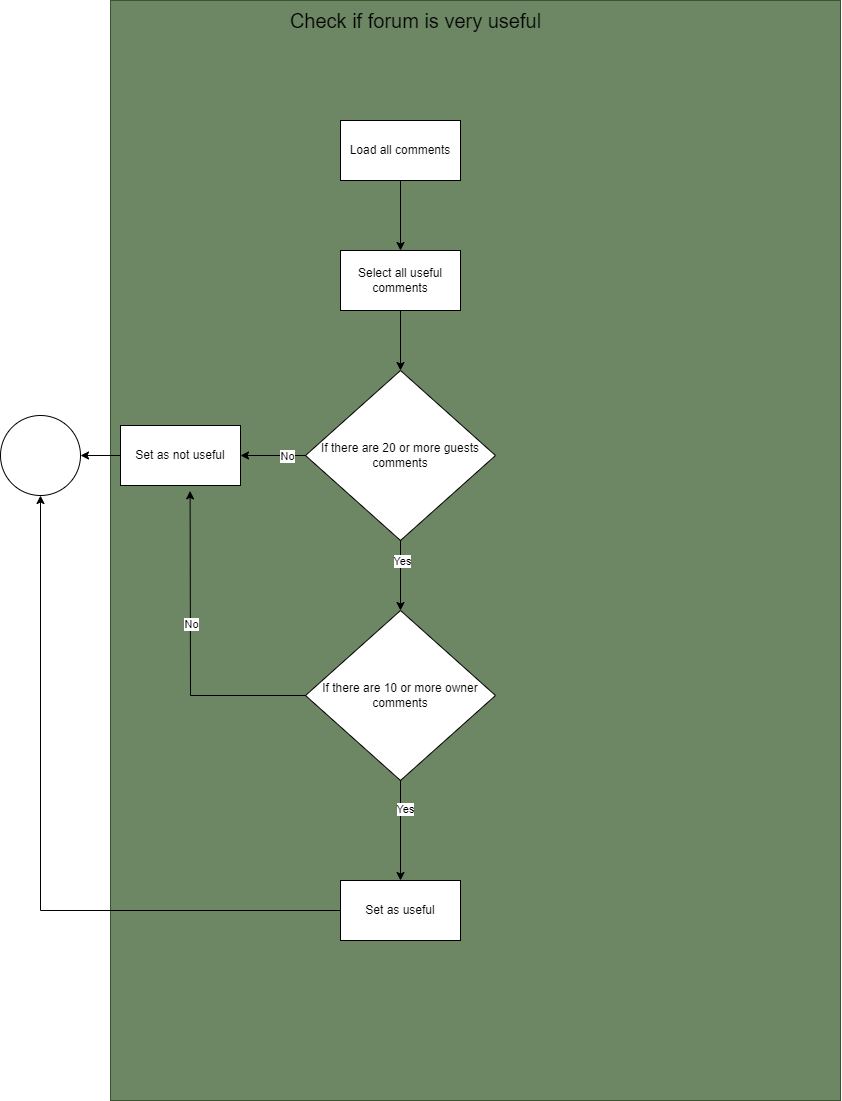 Check if forum is very useful
Load all comments
Select all useful
comments
If there are 20 or more guests
comments
No
Set as not useful
Yes
No
If there are 10 or more owner
comments
Yes
Set as useful